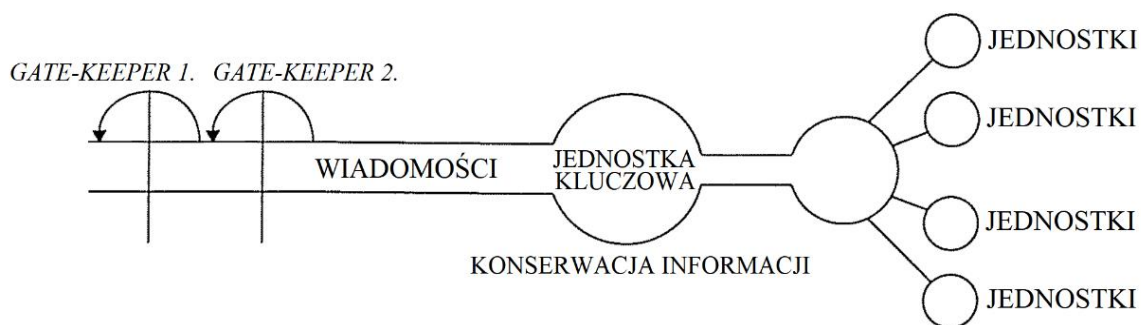 GATE-KEEPER 1. GATE-KEEPER 2.
WIADOMOŚCI
JEDNOSTKA
KLUCZOWA
KONSERWACJA INFORMACJI
JEDNOSTKI
JEDNOSTKI
JEDNOSTKI
JEDNOSTKI